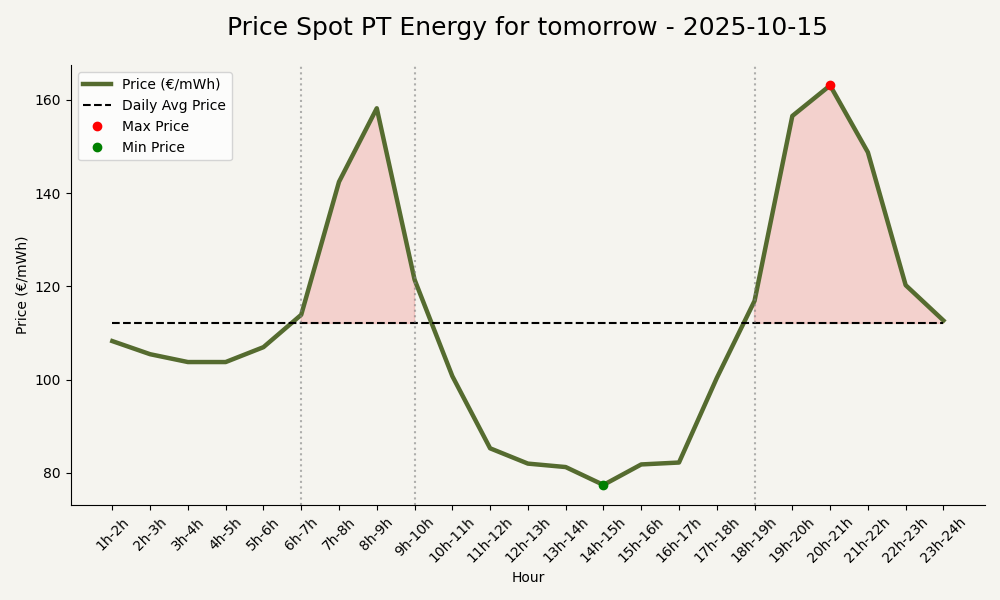 Price Spot PT Energy for tomorrow - 2025-10-15
Price (€/mWh)
Daily Avg Price
Max Price
Min Price
Price (€/mWh)
160
140
120
100
80
1h-2h
2h-3h
3h-4h
4h-5h
5h-6h
6h-7h
7h-8h
8h-9h
9h-10h
10h-11h
11h-12h
12h-13h
13h-14h
14h-15h
15h-16h
16h-17h
17h-18h
18h-19h
19h-20h
20h-21h
21h-22h
22h-23h
23h-24h
Hour